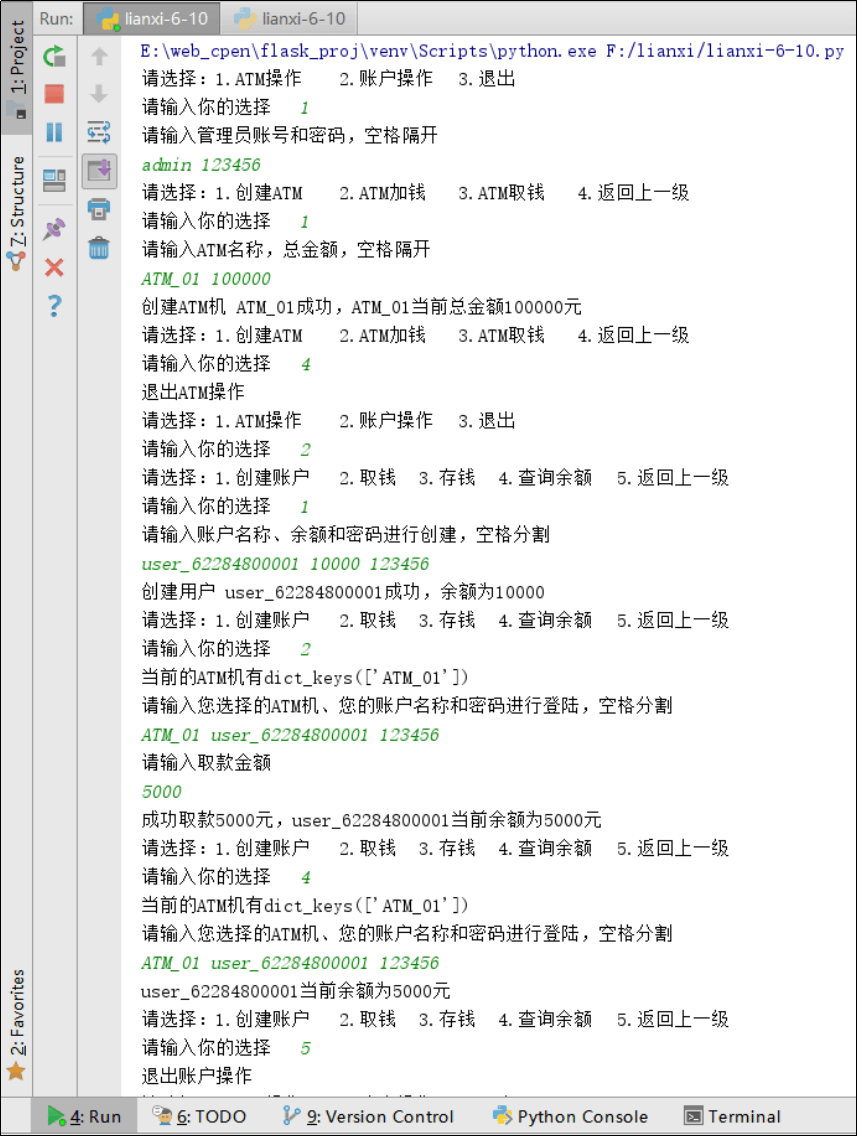 Run: lianxi-6-10 lianxi-6-10
1: Project
7: Structure
2: Favorites
E:\web_cpen\flask_proj\venv\Scripts\python.exe F:/lianxi/lianxi-6-10.py
请选择：1.ATM操作 2.账户操作 3.退出
请输入你的选择 1
请输入管理员账号和密码，空格隔开
admin 123456
请选择：1.创建ATM 2.ATM加钱 3.ATM取钱 4.返回上一级
请输入你的选择 1
请输入ATM名称，总金额，空格隔开
ATM_01 100000
创建ATM机 ATM_01成功，ATM_01当前总金额100000元
请选择：1.创建ATM 2.ATM加钱 3.ATM取钱 4.返回上一级
请输入你的选择 4
退出ATM操作
请选择：1.ATM操作 2.账户操作 3.退出
请输入你的选择 2
请选择：1.创建账户 2.取钱 3.存钱 4.查询余额 5.返回上一级
请输入你的选择 1
请输入账户名称、余额和密码进行创建，空格分割
user_62284800001 10000 123456
创建用户 user_62284800001成功，余额为10000
请选择：1.创建账户 2.取钱 3.存钱 4.查询余额 5.返回上一级
请输入你的选择 2
当前的ATM机有dict_keys(['ATM_01'])
请输入您选择的ATM机、您的账户名称和密码进行登陆，空格分割
ATM_01 user_62284800001 123456
请输入取款金额
5000
成功取款5000元，user_62284800001当前余额为5000元
请选择：1.创建账户 2.取钱 3.存钱 4.查询余额 5.返回上一级
请输入你的选择 4
当前的ATM机有dict_keys(['ATM_01'])
请输入您选择的ATM机、您的账户名称和密码进行登陆，空格分割
ATM_01 user_62284800001 123456
user_62284800001当前余额为5000元
请选择：1.创建账户 2.取钱 3.存钱 4.查询余额 5.返回上一级
请输入你的选择 5
退出账户操作
4: Run 6: TODO 9: Version Control Python Console Terminal